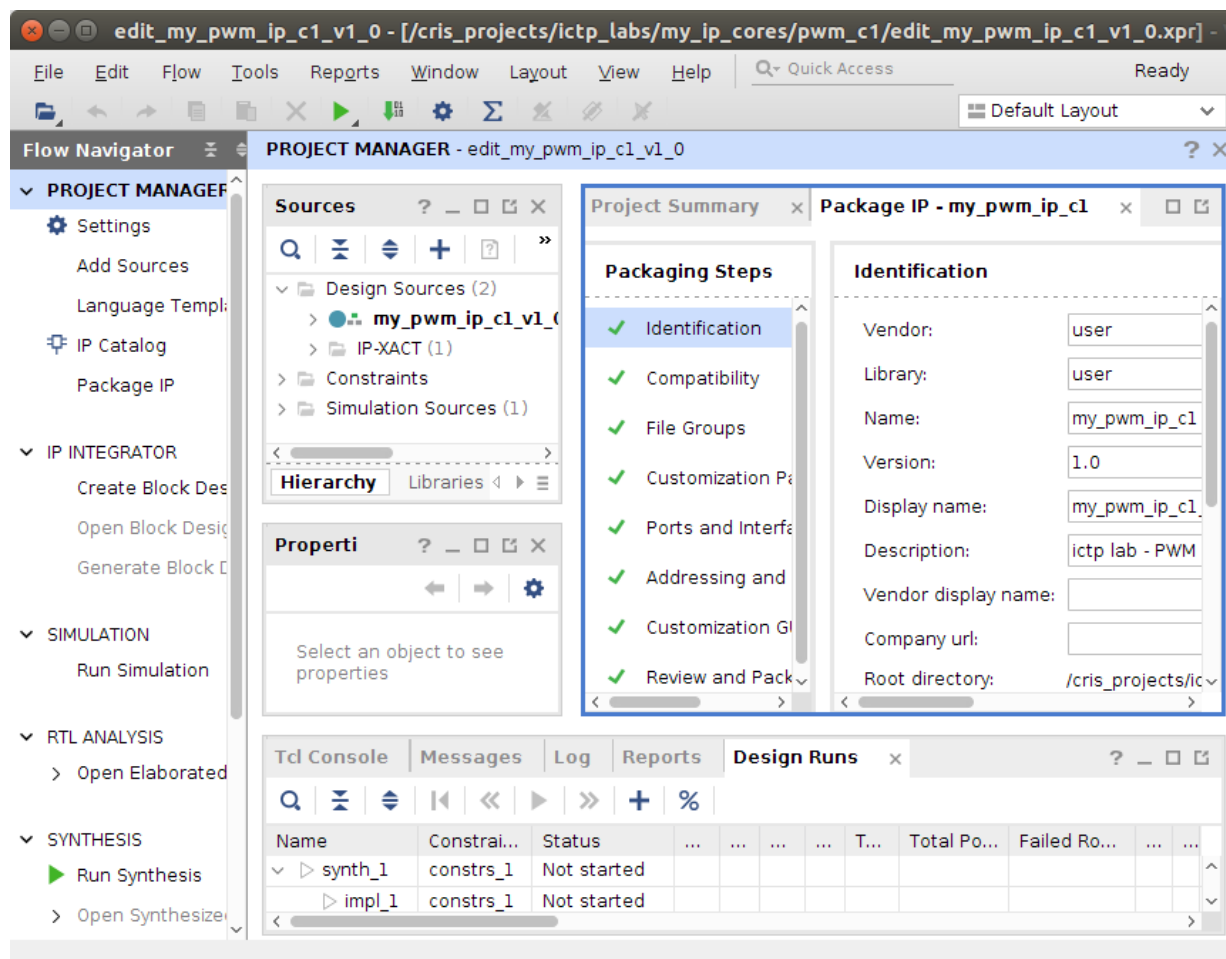 edit_my_pwm_ip_c1_v1_0 - [/cris_projects/ictp_labs/my_ip_cores/pwm_c1/edit_my_pwm_ip_c1_v1_0.xpr] -
File Edit Flow Tools Reports Window Layout View Help Quick Access Ready
Default Layout
Flow Navigator
PROJECT MANAGER - edit_my_pwm_ip_c1_v1_0 ?
PROJECT MANAGER
Settings
Add Sources
Language Templa
IP Catalog
Package IP
IP INTEGRATOR
Create Block Des
Open Block Desig
Generate Block D
SIMULATION
Run Simulation
RTL ANALYSIS
Open Elaborated
SYNTHESIS
Run Synthesis
Open Synthesized
Sources ?
Design Sources (2)
my_pwm_ip_c1_v1_0
IP-XACT (1)
Constraints
Simulation Sources (1)
Hierarchy Libraries
Properti ?
Select an object to see
properties
Project Summary Package IP - my_pwm_ip_c1
Packaging Steps
Identification
Compatibility
File Groups
Customization Pa
Ports and Interfa
Addressing and
Customization GU
Review and Pack
Identification
Vendor: user
Library: user
Name: my_pwm_ip_c1
Version: 1.0
Display name: my_pwm_ip_c1_
Description: ictp lab - PWM
Vendor display name:
Company url:
Root directory: /cris_projects/ic
Tcl Console Messages Log Reports Design Runs ?
Name Constrai... Status ... ... ... ... T... Total Po... Failed Ro... ... ...
synth_1 constrs_1 Not started
impl_1 constrs_1 Not started